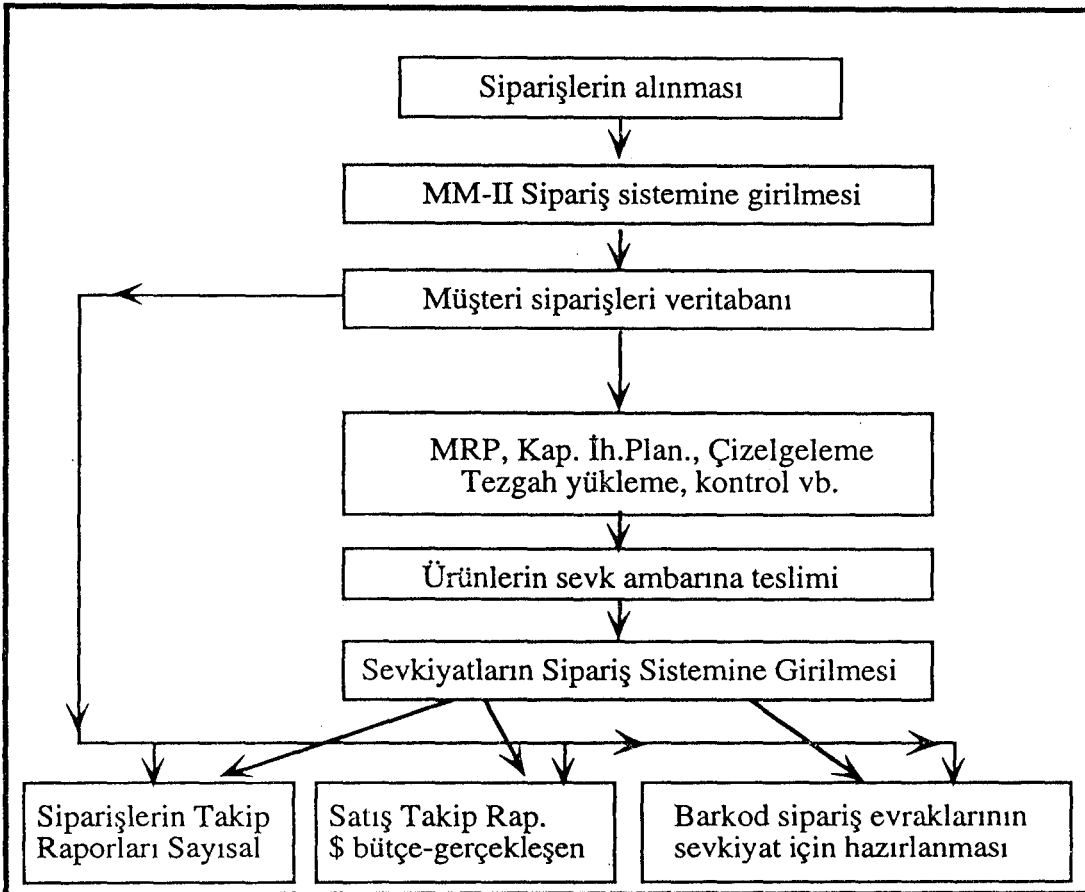 Siparişlerin alınması
MM-II Sipariş sistemine girilmesi
Müşteri siparişleri veritabanı
MRP, Kap. İh.Plan., Çizelgeleme
Tezgah yükleme, kontrol vb.
Ürünlerin sevk ambarına teslimi
Sevkiyatların Sipariş Sistemine Girilmesi
Siparişlerin Takip
Raporları Sayısal
Satış Takip Rap.
$ bütçe-gerçekleşen
Barkod sipariş evraklarının
sevkiyat için hazırlanması